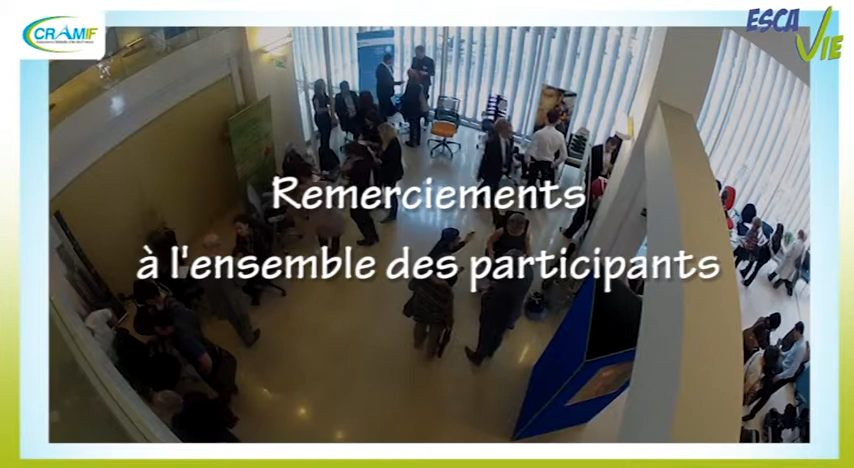 CRAMIF
ESCA
VIE
Remerciements
à l'ensemble des participants